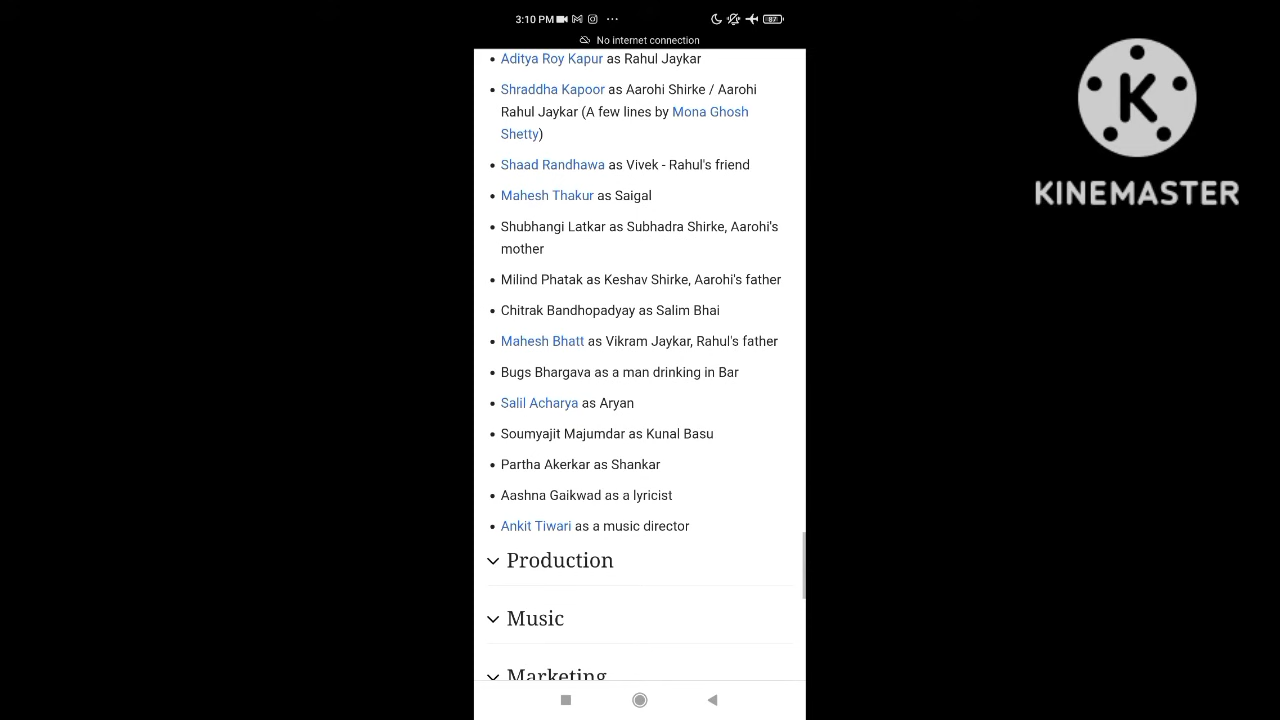 3:10 PM
87
No internet connection
Aditya Roy Kapur as Rahul Jaykar
Shraddha Kapoor as Aarohi Shirke / Aarohi
Rahul Jaykar (A few lines by Mona Ghosh
Shetty)
Shaad Randhawa as Vivek - Rahul's friend
Mahesh Thakur as Saigal
Shubhangi Latkar as Subhadra Shirke, Aarohi's
mother
Milind Phatak as Keshav Shirke, Aarohi's father
Chitrak Bandhopadyay as Salim Bhai
Mahesh Bhatt as Vikram Jaykar, Rahul's father
Bugs Bhargava as a man drinking in Bar
Salil Acharya as Aryan
Soumyajit Majumdar as Kunal Basu
Partha Akerkar as Shankar
Aashna Gaikwad as a lyricist
Ankit Tiwari as a music director
Production
Music
Marketing
K
KINEMASTER